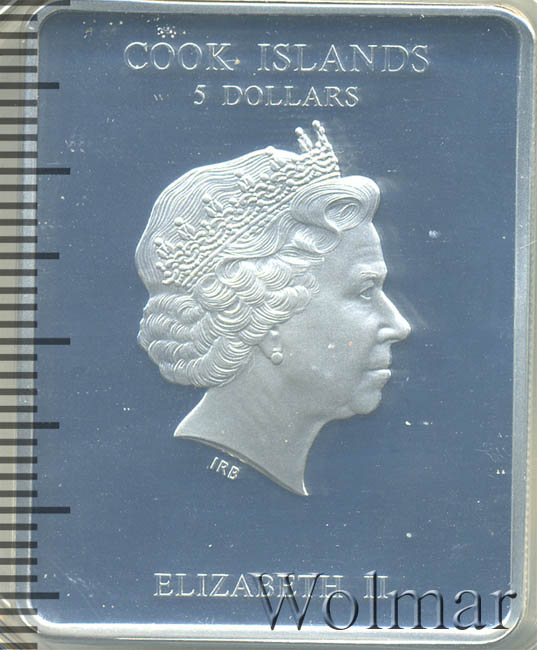 COOK ISLANDS
5 DOLLARS
IRB
ELIZABETH II
Wolmar